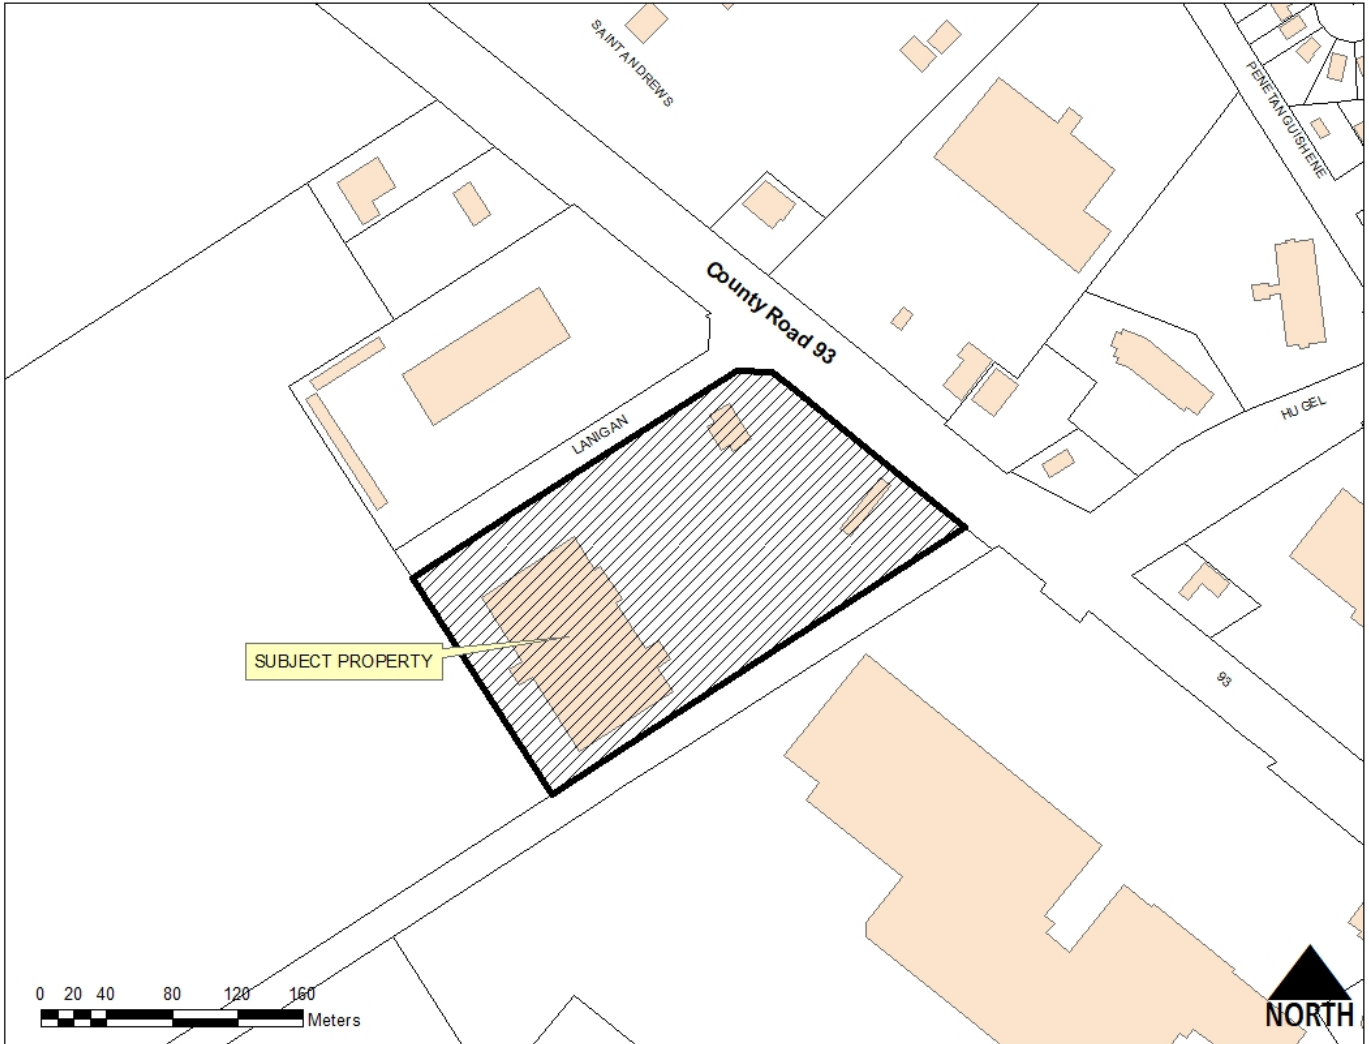 SAINT ANDREWS
PENETANGUISHENE
County Road 93
HUGEL
LANIGAN
SUBJECT PROPERTY
93
0 20 40 80 120 160
Meters
NORTH